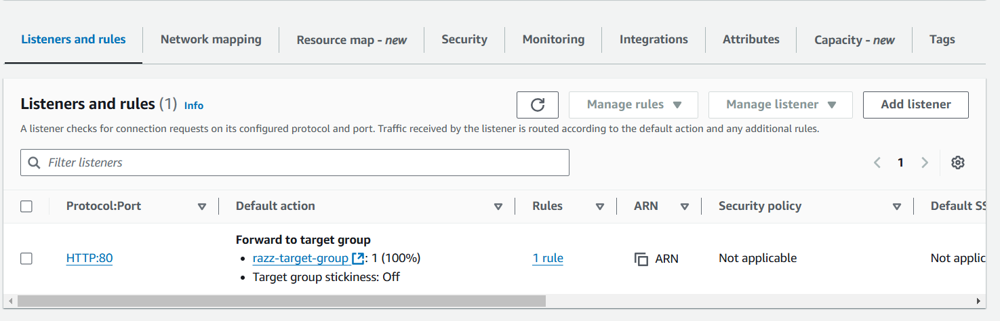 Listeners and rules Network mapping Resource map - new Security Monitoring Integrations Attributes Capacity - new Tags
Listeners and rules (1) Info Manage rules Manage listener Add listener
A listener checks for connection requests on its configured protocol and port. Traffic received by the listener is routed according to the default action and any additional rules.
Filter listeners 1
Protocol:Port Default action Rules ARN Security policy Default SS
Forward to target group
HTTP:80 • razz-target-group : 1 (100%) 1 rule ARN Not applicable Not applic
• Target group stickiness: Off